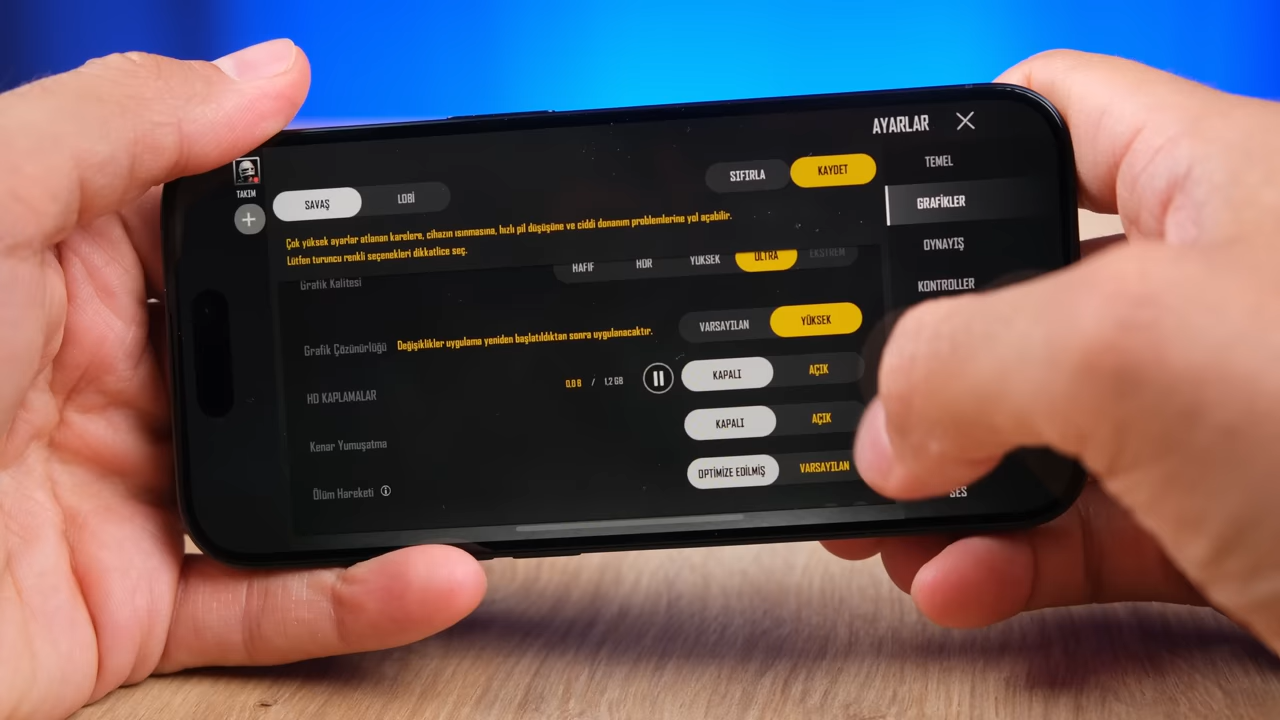 AYARLAR
TAKIM
SAVAŞ
LOBİ
SIFIRLA
KAYDET
TEMEL
GRAFİKLER
OYNAYIŞ
KONTROLLER
SES
Çok yüksek ayarlar atlanan karelere, cihazın ısınmasına, hızlı pil düşüşüne ve ciddi donanım problemlerine yol açabilir.
Lütfen turuncu renkli seçenekleri dikkatlice seç.
Grafik Kalitesi
HAFİF
HDR
YÜKSEK
ULTRA
EKSTREM
Grafik Çözünürlüğü
Değişiklikler uygulama yeniden başlatıldıktan sonra uygulanacaktır.
VARSAYILAN
YÜKSEK
HD KAPLAMALAR
0,0 B / 1,2 GB
KAPALI
AÇIK
Kenar Yumuşatma
KAPALI
AÇIK
Ölüm Hareketi
OPTİMİZE EDİLMİŞ
VARSAYILAN